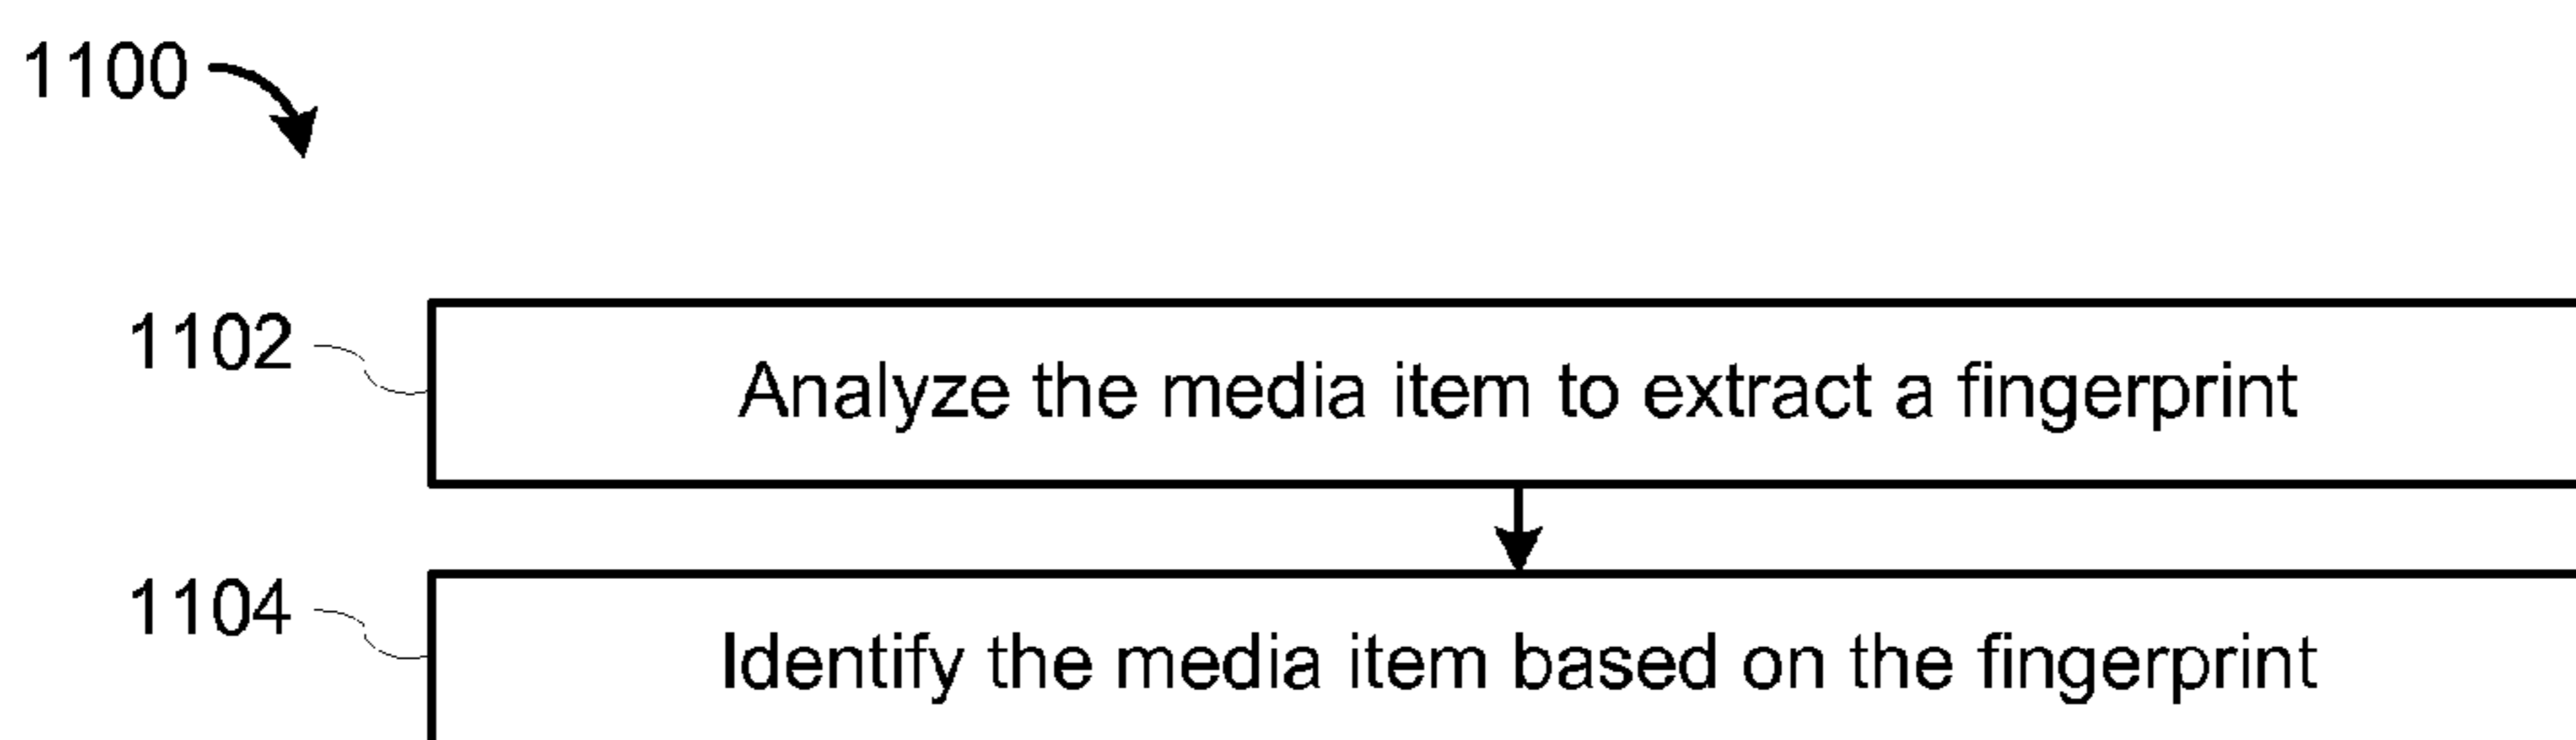 1100
1102
Analyze the media item to extract a fingerprint
1104
Identify the media item based on the fingerprint